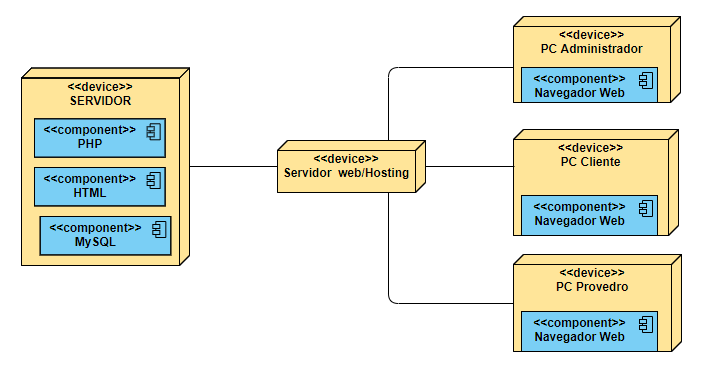 <<device>>
SERVIDOR
<<component>>
PHP
<<component>>
HTML
<<component>>
MySQL
<<device>>
Servidor web/Hosting
<<device>>
PC Administrador
<<component>>
Navegador Web
<<device>>
PC Cliente
<<component>>
Navegador Web
<<device>>
PC Provedro
<<component>>
Navegador Web